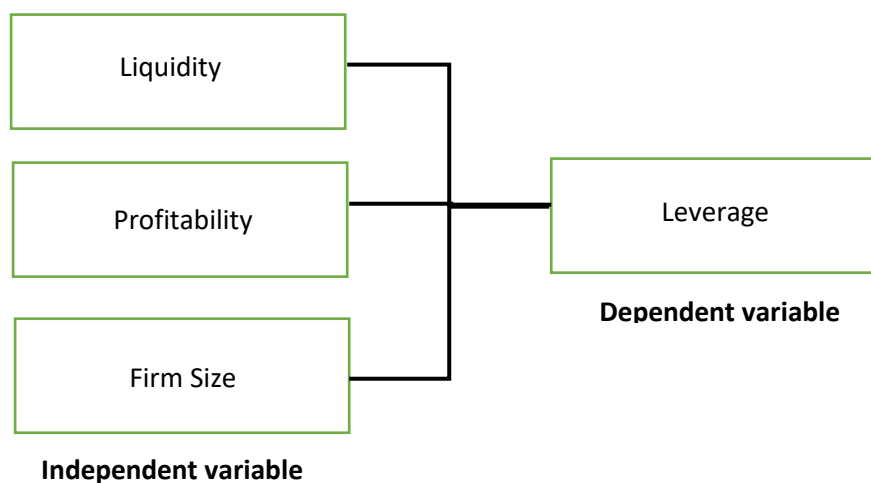 Liquidity
Profitability
Leverage
Dependent variable
Firm Size
Independent variable